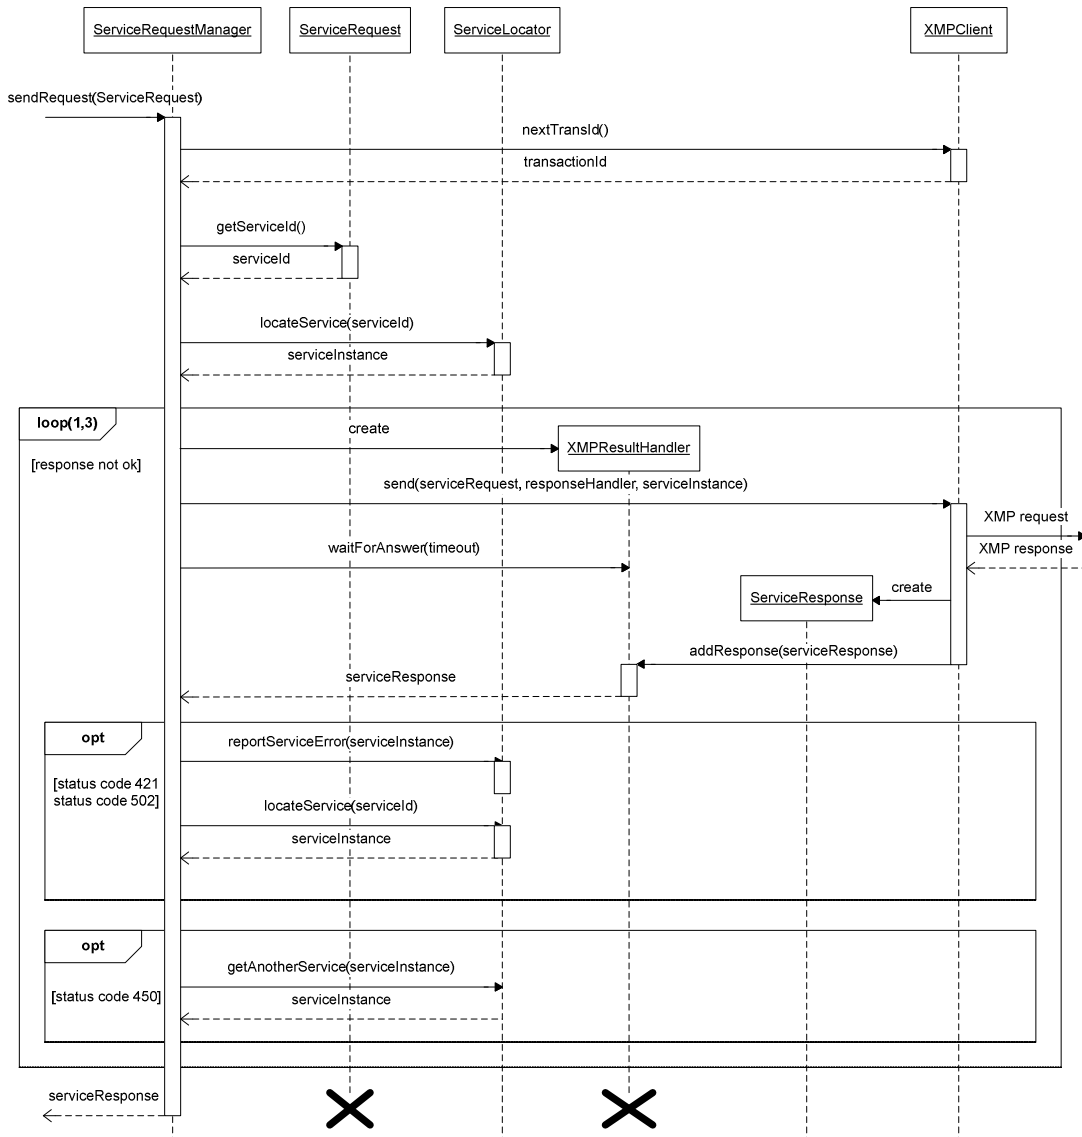 ServiceRequestManager
ServiceRequest
ServiceLocator
XMPClient
sendRequest(ServiceRequest)
nextTransId()
transactionId
getServiceId()
serviceId
locateService(serviceId)
serviceInstance
loop(1,3)
create
XMPResultHandler
[response not ok]
send(serviceRequest, responseHandler, serviceInstance)
XMP request
waitForAnswer(timeout)
XMP response
create
ServiceResponse
addResponse(serviceResponse)
serviceResponse
opt
reportServiceError(serviceInstance)
[status code 421
status code 502]
locateService(serviceId)
serviceInstance
opt
getAnotherService(serviceInstance)
[status code 450]
serviceInstance
serviceResponse